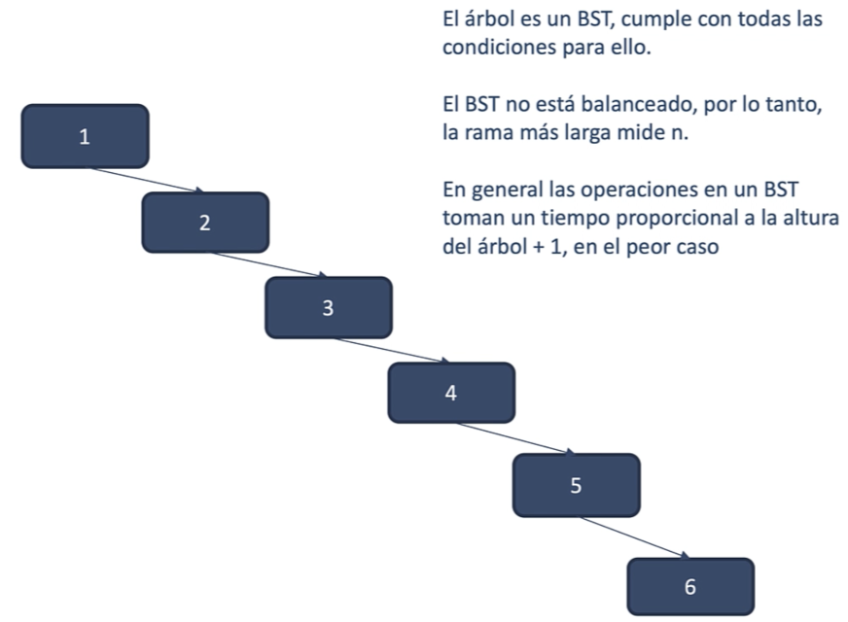 El árbol es un BST, cumple con todas las
condiciones para ello.
El BST no está balanceado, por lo tanto,
la rama más larga mide n.
En general las operaciones en un BST
toman un tiempo proporcional a la altura
del árbol + 1, en el peor caso
1
2
3
4
5
6